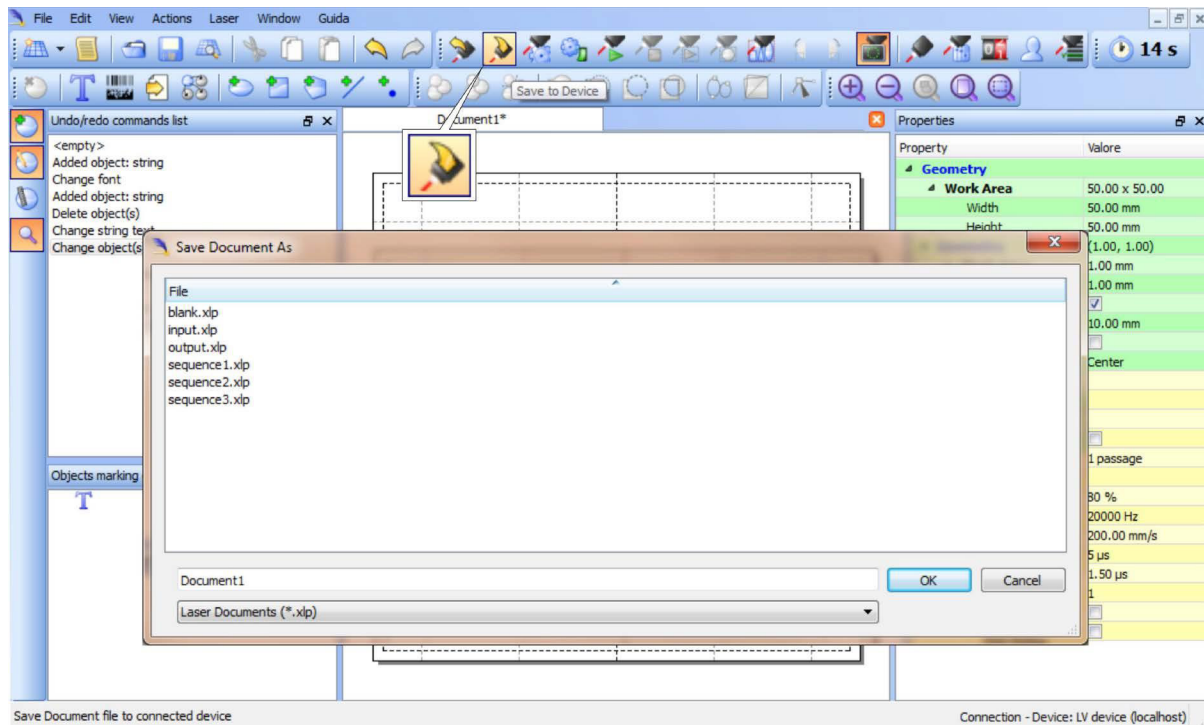 File Edit View Actions Laser Window Guida
14 s
T
Save to Device
Undo/redo commands list
<empty>
Added object: string
Change font
Added object: string
Delete object(s)
Change string text
Change object(s
Objects marking
T
Document1*
Properties
Property Valore
Geometry
Work Area 50.00 x 50.00
Width 50.00 mm
Height 50.00 mm
(1.00, 1.00)
1.00 mm
1.00 mm
10.00 mm
Center
1 passage
80 %
20000 Hz
200.00 mm/s
5 µs
1.50 µs
1
Save Document As
File
blank.xlp
input.xlp
output.xlp
sequence1.xlp
sequence2.xlp
sequence3.xlp
Document1
OK Cancel
Laser Documents (*.xlp)
Save Document file to connected device
Connection - Device: LV device (localhost)